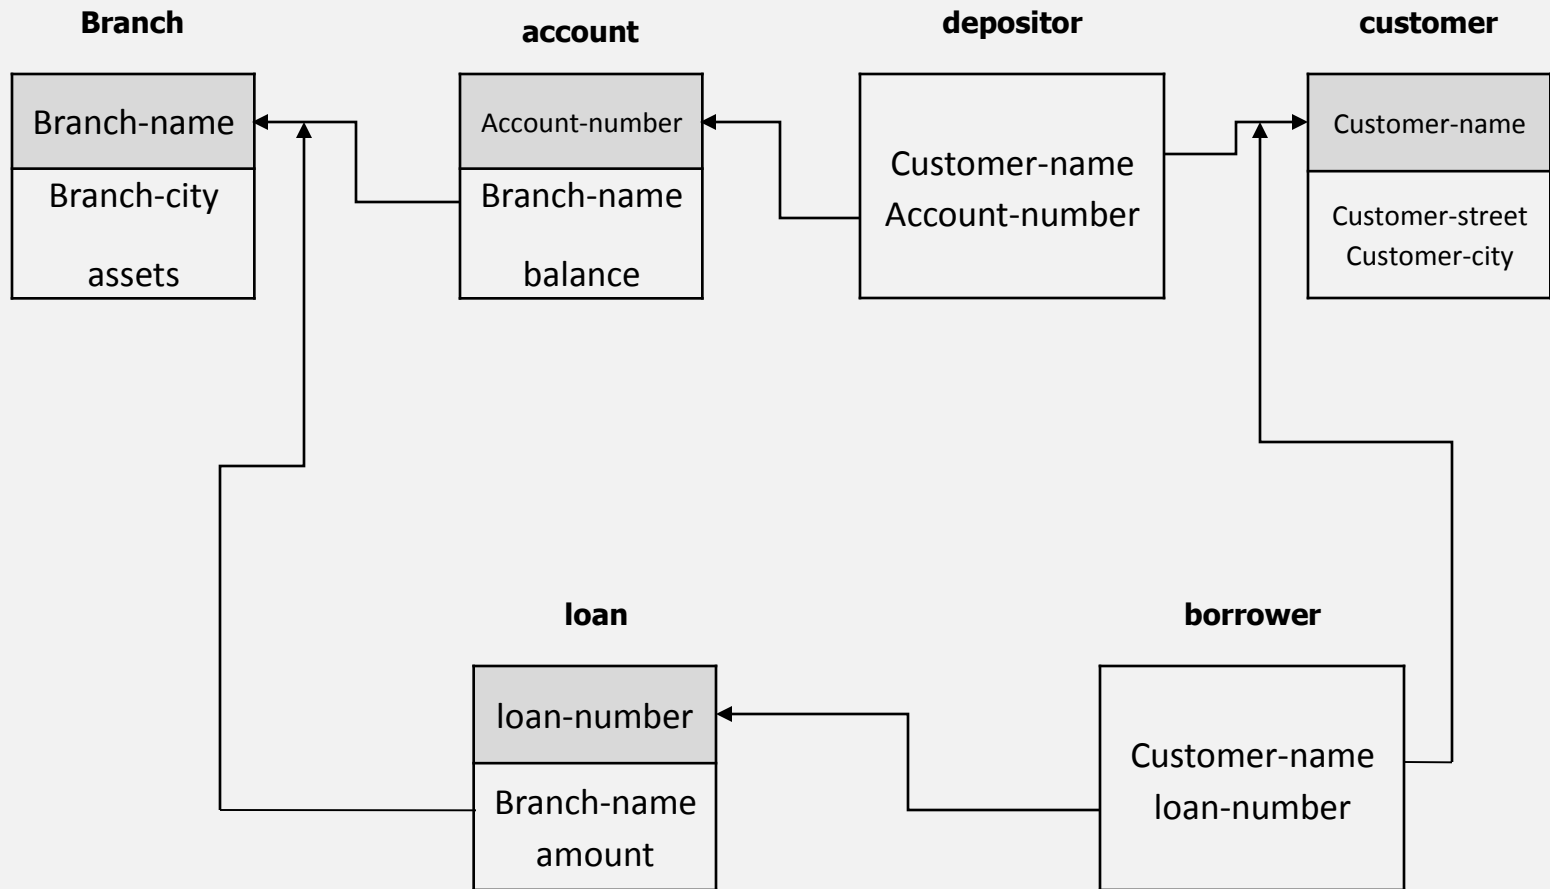 Branch
account
depositor
customer
Branch-name
Branch-city
assets
Account-number
Branch-name
balance
Customer-name
Account-number
Customer-name
Customer-street
Customer-city
loan
borrower
loan-number
Branch-name
amount
Customer-name
loan-number